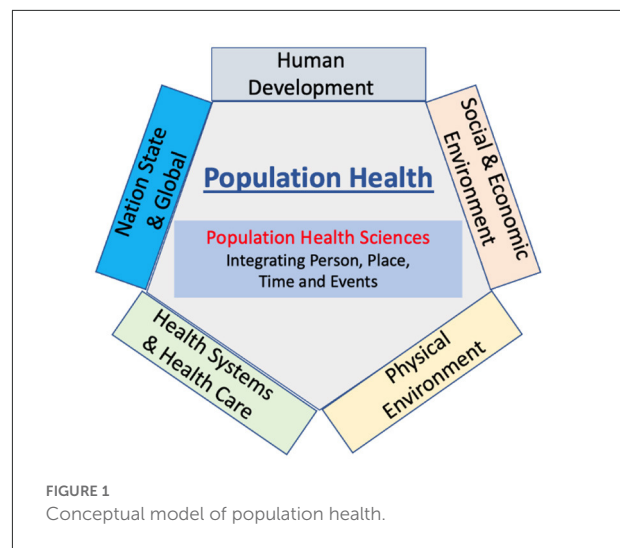 Human
Development
Nation State
& Global
Social & Economic
Environment
Population Health
Population Health Sciences
Integrating Person, Place,
Time and Events
Health Systems
& Health Care
Physical
Environment
FIGURE 1
Conceptual model of population health.